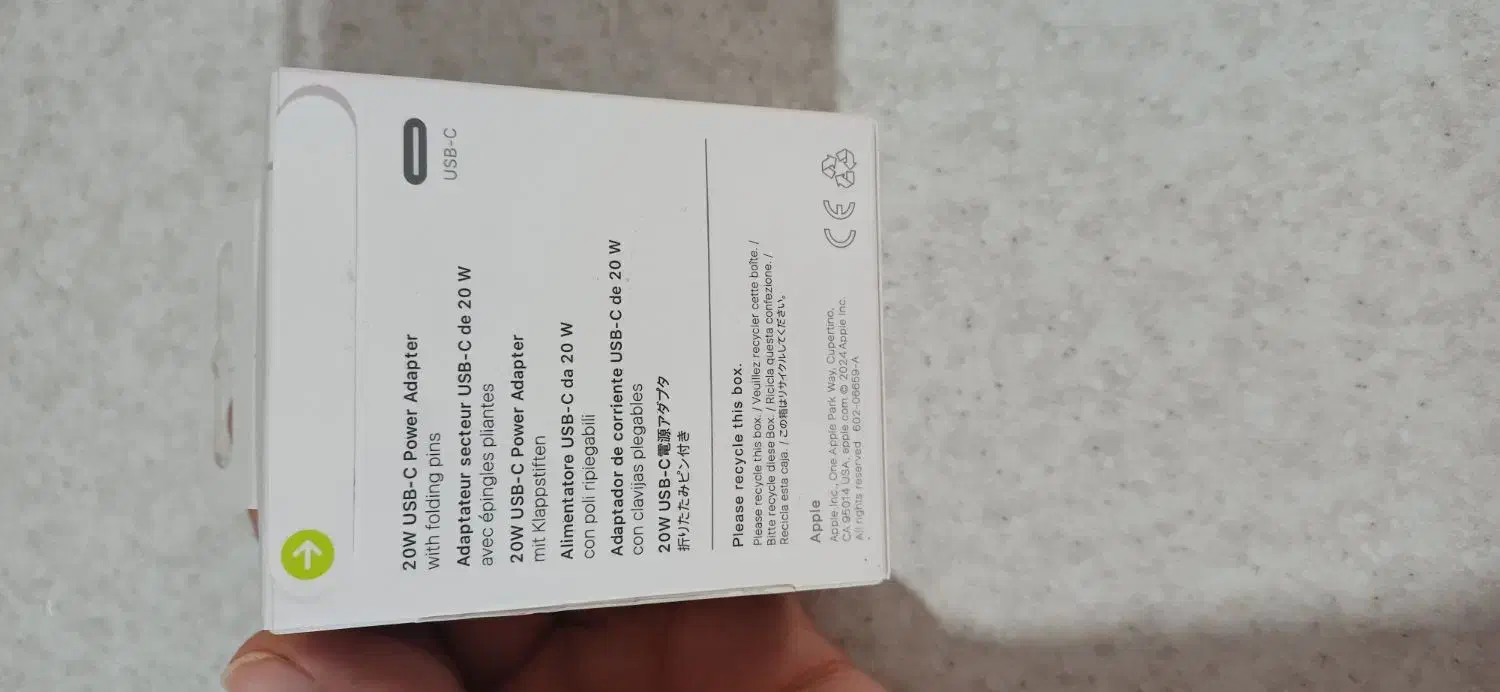 20W USB-C Power Adapter
with folding pins
Adaptateur secteur USB-C de 20 W
avec épingles pliantes
20W USB-C Power Adapter
mit Klappstiften
Alimentatore USB-C da 20 W
con poli ripiegabili
Adaptador de corriente USB-C de 20 W
con clavijas plegables
20W USB-C電源アダプタ
折りたたみピン付き
USB-C
Please recycle this box.
Please recycle this box. / Veuillez recycler cette boîte. /
Bitte recycle diese Box. / Ricicla questa confezione. /
Recicla esta caja. / この箱はリサイクルしてください。
Apple
Apple Inc., One Apple Park Way, Cupertino,
CA 95014 USA. apple.com © 2024 Apple Inc.
All rights reserved 602-06659-A
CE